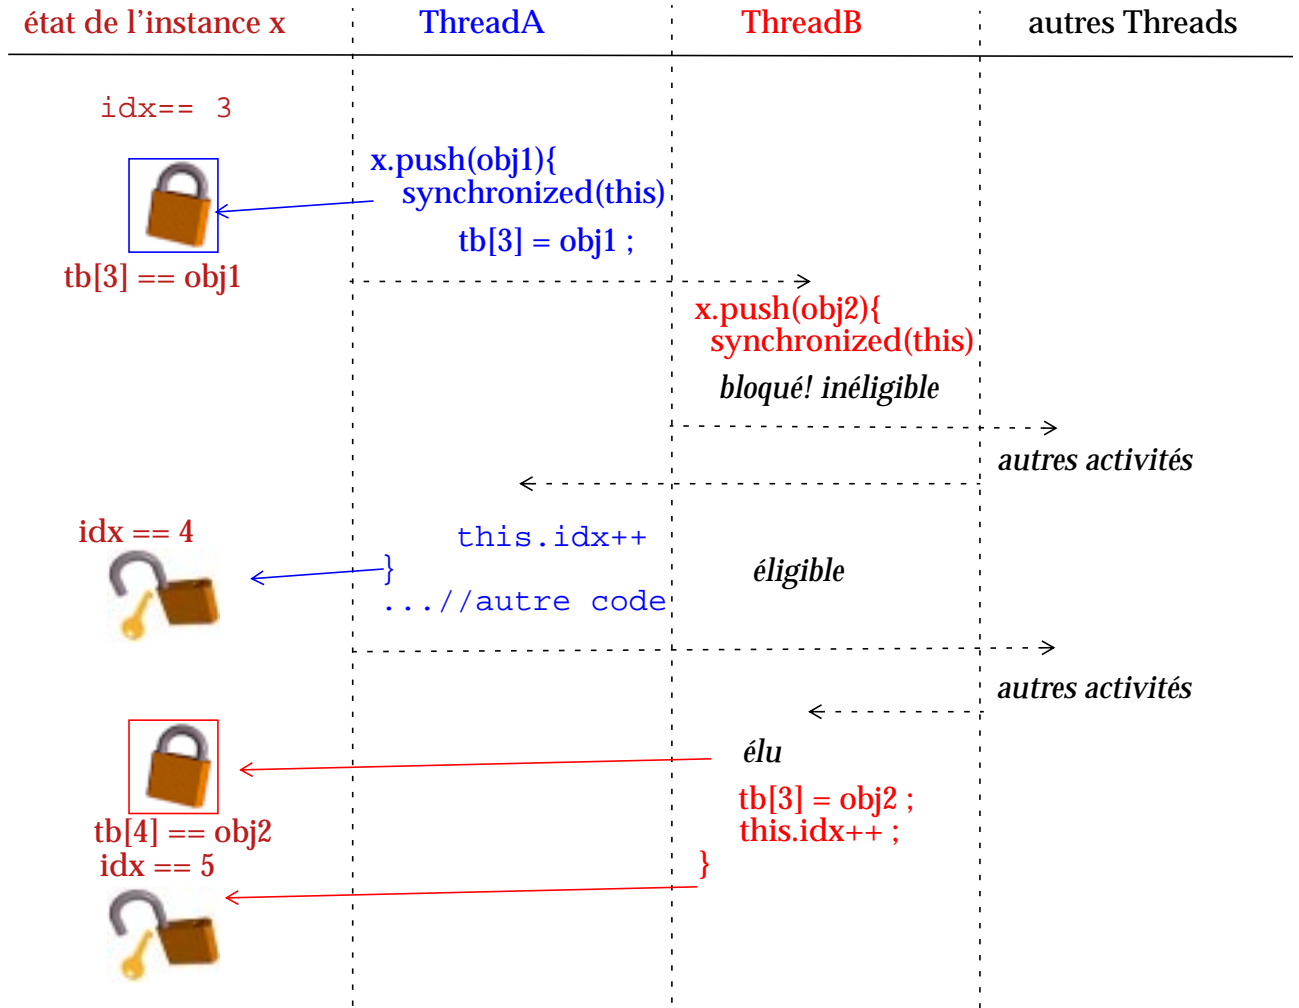 état de l'instance x
ThreadA
ThreadB
autres Threads
idx== 3
x.push(obj1){
synchronized(this)
tb[3] = obj1 ;
tb[3] == obj1
x.push(obj2){
synchronized(this)
bloqué! inéligible
autres activités
idx == 4
this.idx++
}
éligible
...//autre code
autres activités
élu
tb[3] = obj2 ;
this.idx++ ;
tb[4] == obj2
idx == 5
}